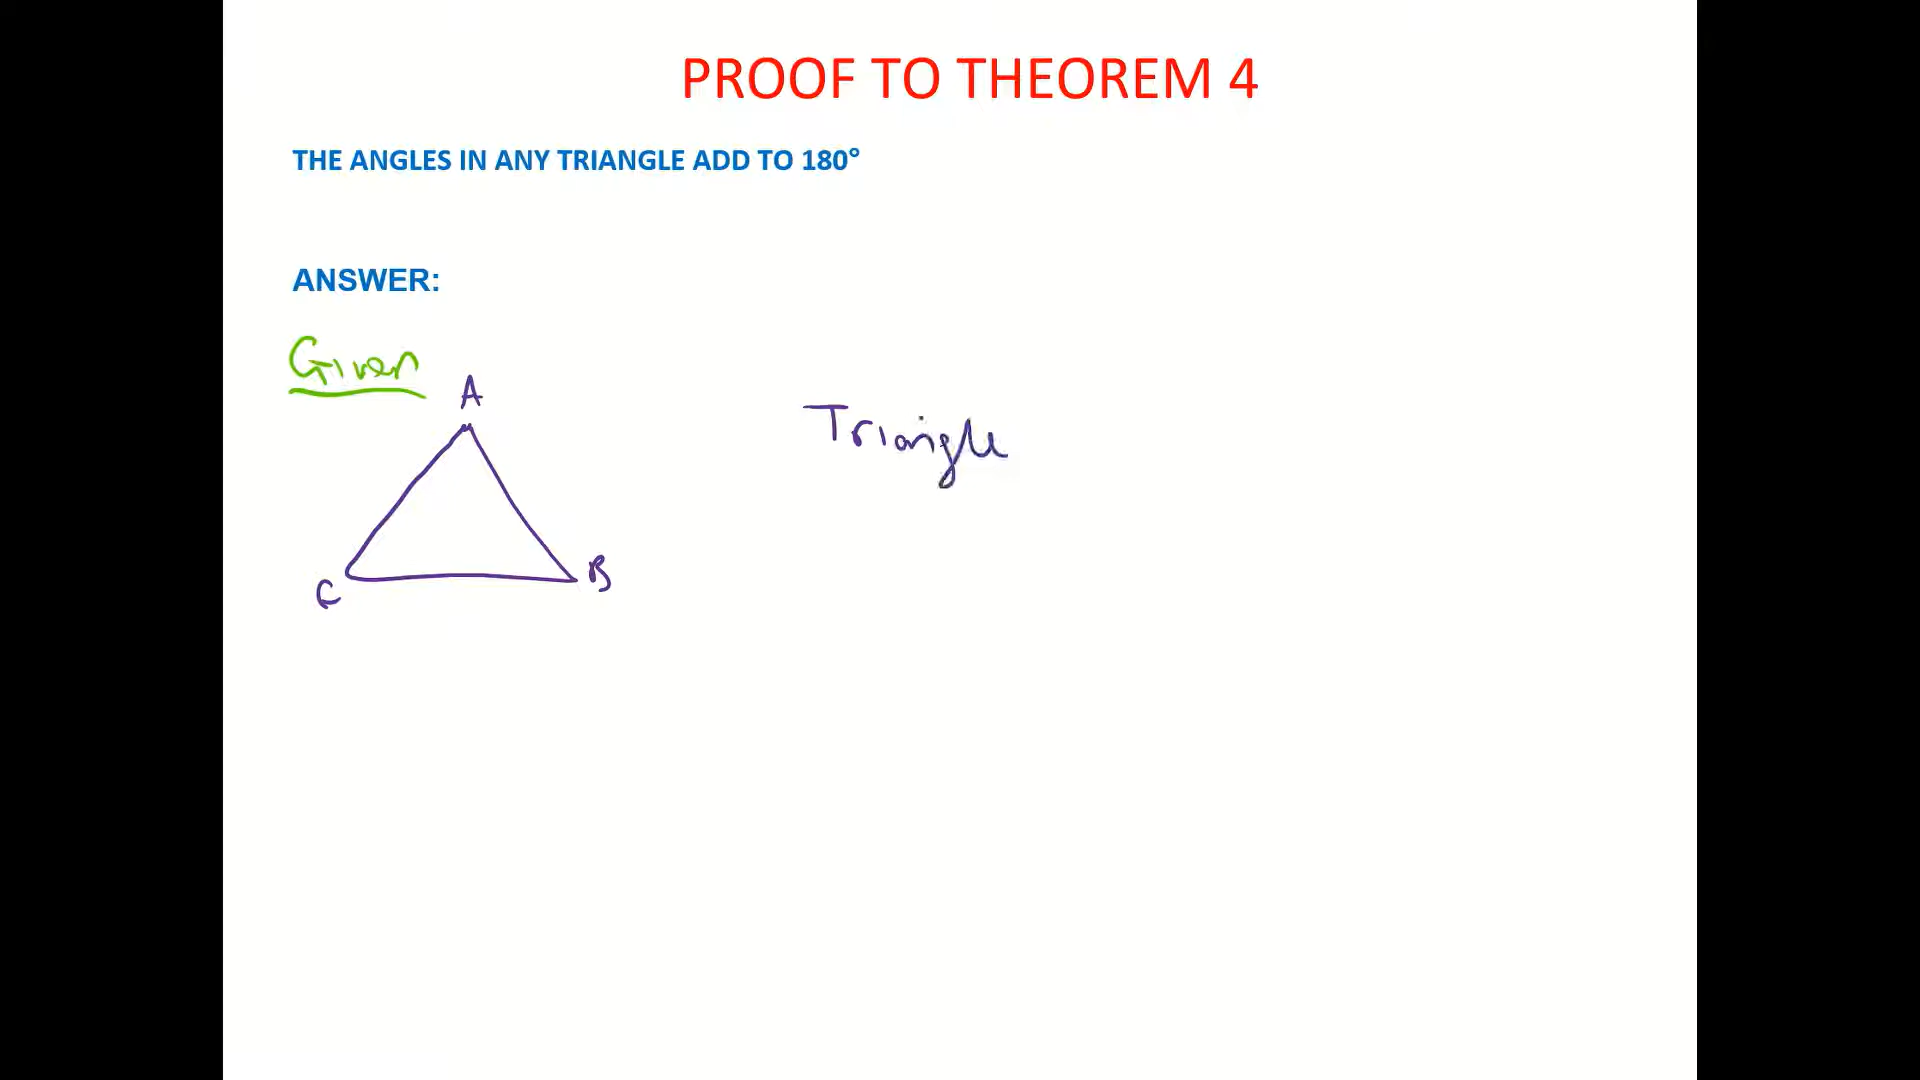 PROOF TO THEOREM 4
THE ANGLES IN ANY TRIANGLE ADD TO 180°
ANSWER:
Given
A
Triangle
C
B